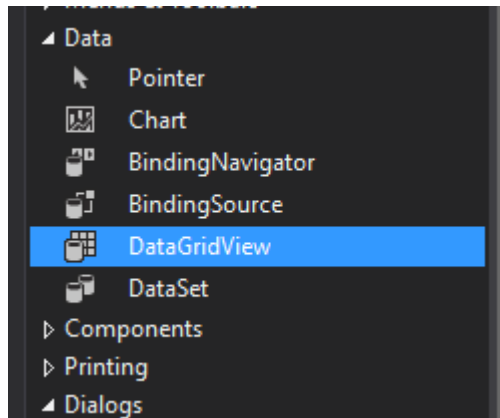 Data
Pointer
Chart
BindingNavigator
BindingSource
DataGridView
DataSet
Components
Printing
Dialogs